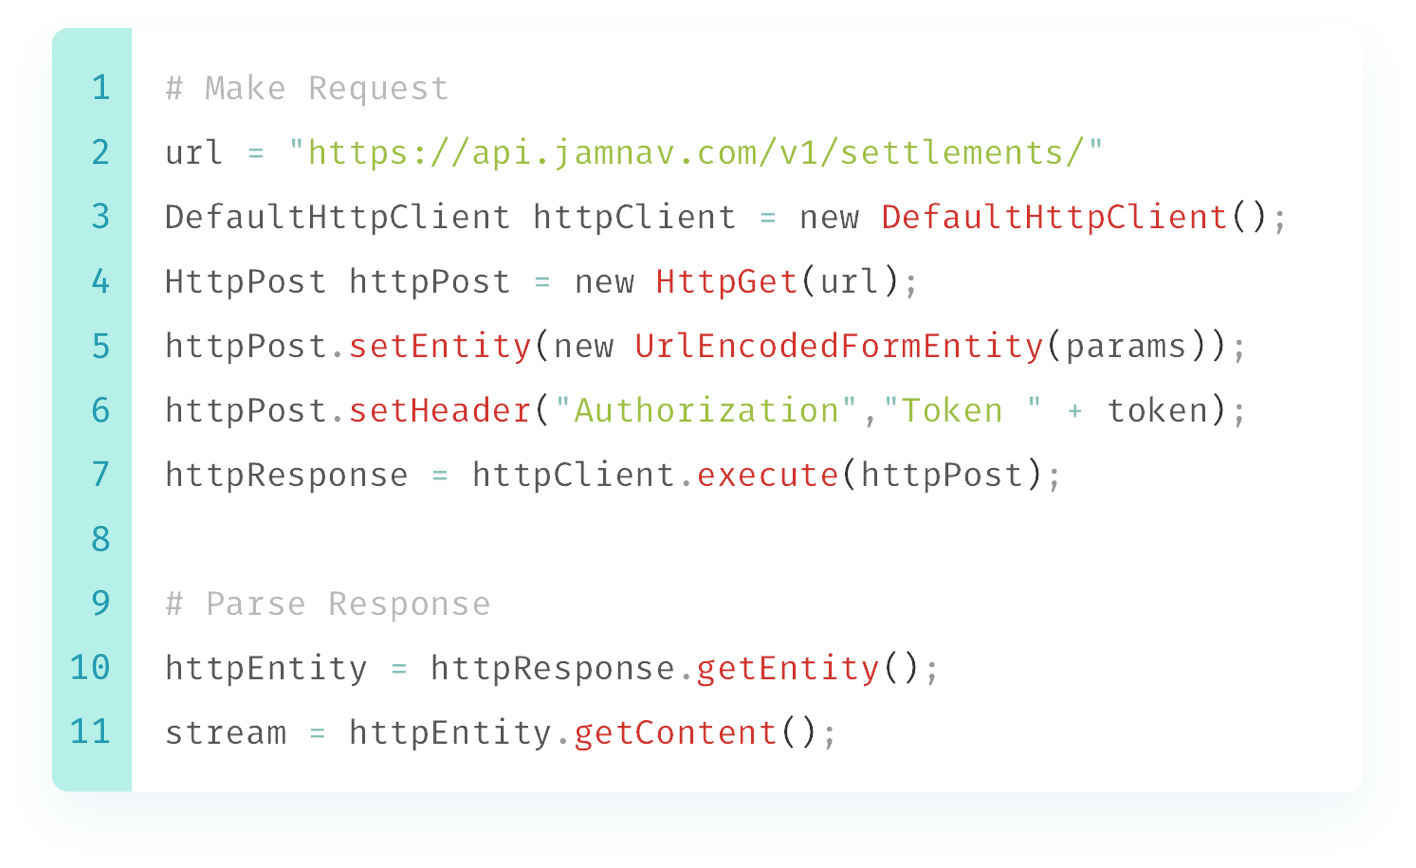 1 # Make Request
2 url = "https://api.jamnav.com/v1/settlements/"
3 DefaultHttpClient httpClient = new DefaultHttpClient();
4 HttpPost httpPost = new HttpGet(url);
5 httpPost.setEntity(new UrlEncodedFormEntity(params));
6 httpPost.setHeader("Authorization","Token " + token);
7 httpResponse = httpClient.execute(httpPost);
8
9 # Parse Response
10 httpEntity = httpResponse.getEntity();
11 stream = httpEntity.getContent();